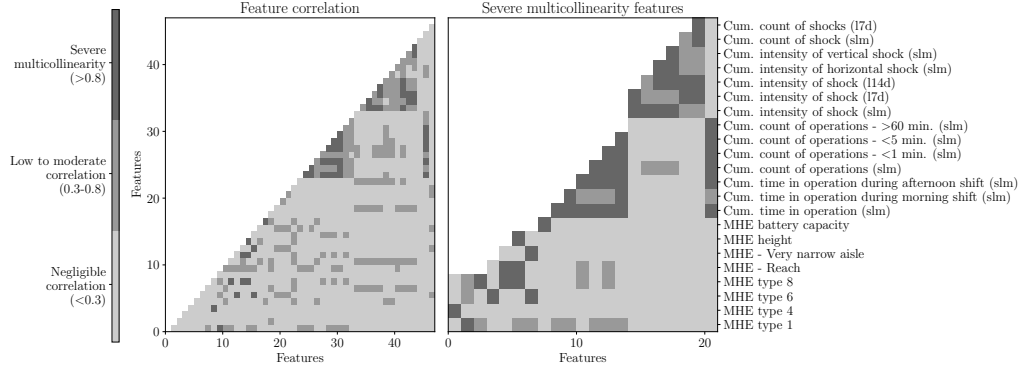 Feature correlation
Severe multicollinearity features
Severe
multicollinearity
(>0.8)
Low to moderate
correlation
(0.3-0.8)
Negligible
correlation
(<0.3)
Features
40
30
20
10
0
0
10
20
30
40
Features
0
10
20
Features
Cum. count of shocks (l7d)
Cum. count of shock (slm)
Cum. intensity of vertical shock (slm)
Cum. intensity of horizontal shock (slm)
Cum. intensity of shock (l14d)
Cum. intensity of shock (l7d)
Cum. intensity of shock (slm)
Cum. count of operations - >60 min. (slm)
Cum. count of operations - <5 min. (slm)
Cum. count of operations - <1 min. (slm)
Cum. count of operations (slm)
Cum. time in operation during afternoon shift (slm)
Cum. time in operation during morning shift (slm)
Cum. time in operation (slm)
MHE battery capacity
MHE height
MHE - Very narrow aisle
MHE - Reach
MHE type 8
MHE type 6
MHE type 4
MHE type 1